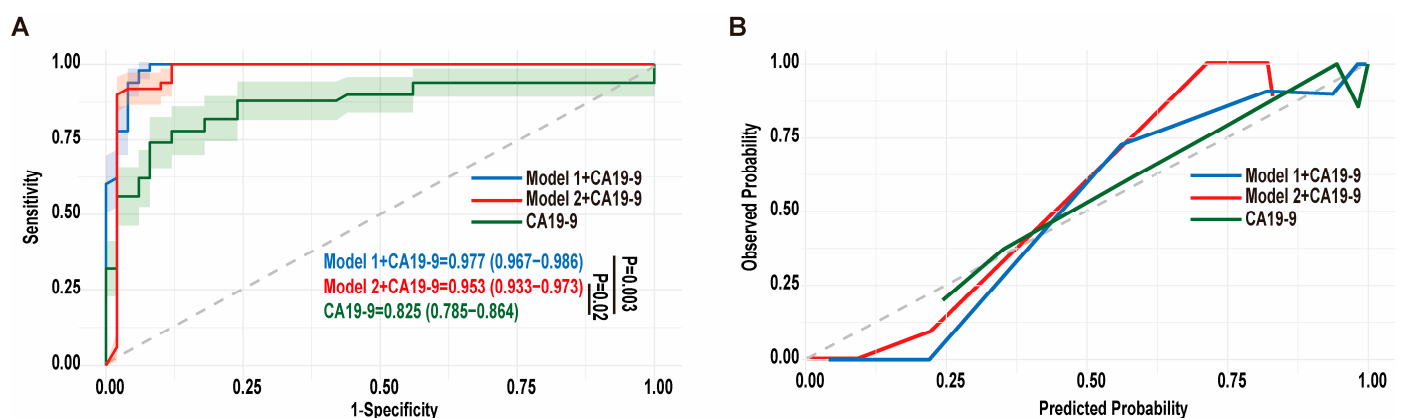 A
1.00
0.75
0.50
0.25
0.00
Sensitivity
0.00
0.25
0.50
0.75
1.00
1-Specificity
Model 1+CA19-9
Model 2+CA19-9
CA19-9
Model 1+CA19-9=0.977 (0.967−0.986)
Model 2+CA19-9=0.953 (0.933−0.973)
CA19-9=0.825 (0.785−0.864)
P=0.02
P=0.003
B
1.00
0.75
0.50
0.25
0.00
Observed Probability
0.00
0.25
0.50
0.75
1.00
Predicted Probability
Model 1+CA19-9
Model 2+CA19-9
CA19-9